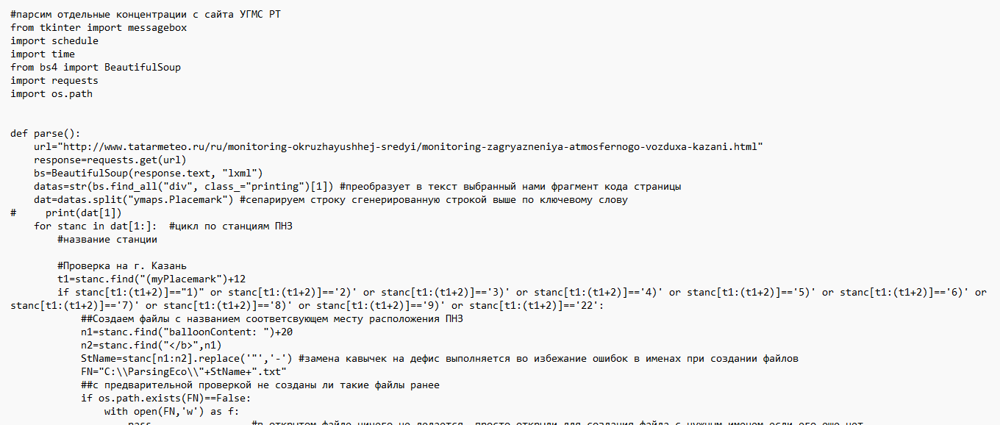 #парсим отдельные концентрации с сайта УГМС РТ
from tkinter import messagebox
import schedule
import time
from bs4 import BeautifulSoup
import requests
import os.path
def parse():
    url="http://www.tatarmeteo.ru/ru/monitoring-okruzhayushhej-sredyi/monitoring-zagryazneniya-atmosfernogo-vozduxa-kazani.html"
    response=requests.get(url)
    bs=BeautifulSoup(response.text, "lxml")
    datas=str(bs.find_all("div", class_="printing")[1]) #преобразует в текст выбранный нами фрагмент кода страницы
    dat=datas.split("ymaps.Placemark") #сепарируем строку сгенерированную строкой выше по ключевому слову
#     print(dat[1])
    for stanc in dat[1:]:  #цикл по станциям ПНЗ
        #название станции
        #Проверка на г. Казань
        t1=stanc.find("(myPlacemark")+12
        if stanc[t1:(t1+2)]=="1)" or stanc[t1:(t1+2)]=='2)' or stanc[t1:(t1+2)]=='3)' or stanc[t1:(t1+2)]=='4)' or stanc[t1:(t1+2)]=='5)' or stanc[t1:(t1+2)]=='6)' or
stanc[t1:(t1+2)]=='7)' or stanc[t1:(t1+2)]=='8)' or stanc[t1:(t1+2)]=='9)' or stanc[t1:(t1+2)]=='22':
            ##Создаем файлы с названием соответсвующем месту расположения ПНЗ
            n1=stanc.find("balloonContent: ")+20
            n2=stanc.find("</b>",n1)
            StName=stanc[n1:n2].replace('"','-') #замена кавычек на дефис выполняется во избежание ошибок в именах при создании файлов
            FN="C:\\ParsingEco\\"+StName+".txt"
            ##с предварительной проверкой не созданы ли такие файлы ранее
            if os.path.exists(FN)==False:
                with open(FN,'w') as f:
                    pass                 #в открытом файле ничего не делается, просто открыли для создания файла с нужным именем если его еще нет